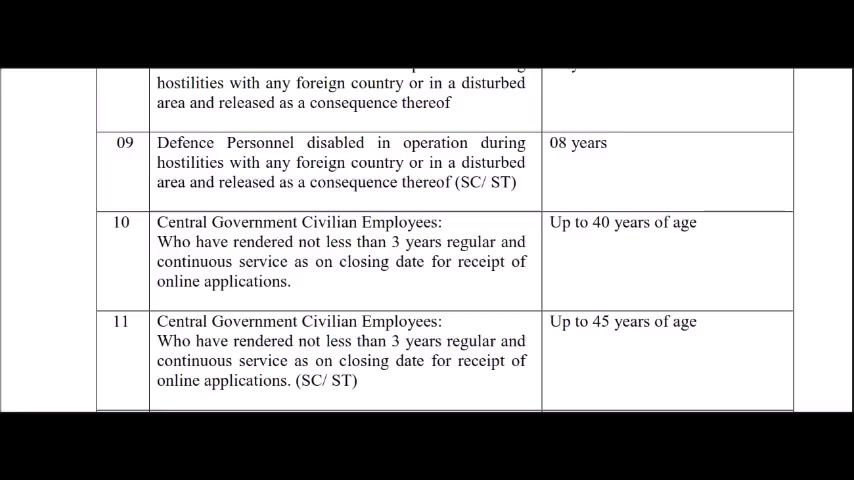 hostilities with any foreign country or in a disturbed
area and released as a consequence thereof
09 Defence Personnel disabled in operation during 08 years
hostilities with any foreign country or in a disturbed
area and released as a consequence thereof (SC/ ST)
10 Central Government Civilian Employees: Up to 40 years of age
Who have rendered not less than 3 years regular and
continuous service as on closing date for receipt of
online applications.
11 Central Government Civilian Employees: Up to 45 years of age
Who have rendered not less than 3 years regular and
continuous service as on closing date for receipt of
online applications. (SC/ ST)